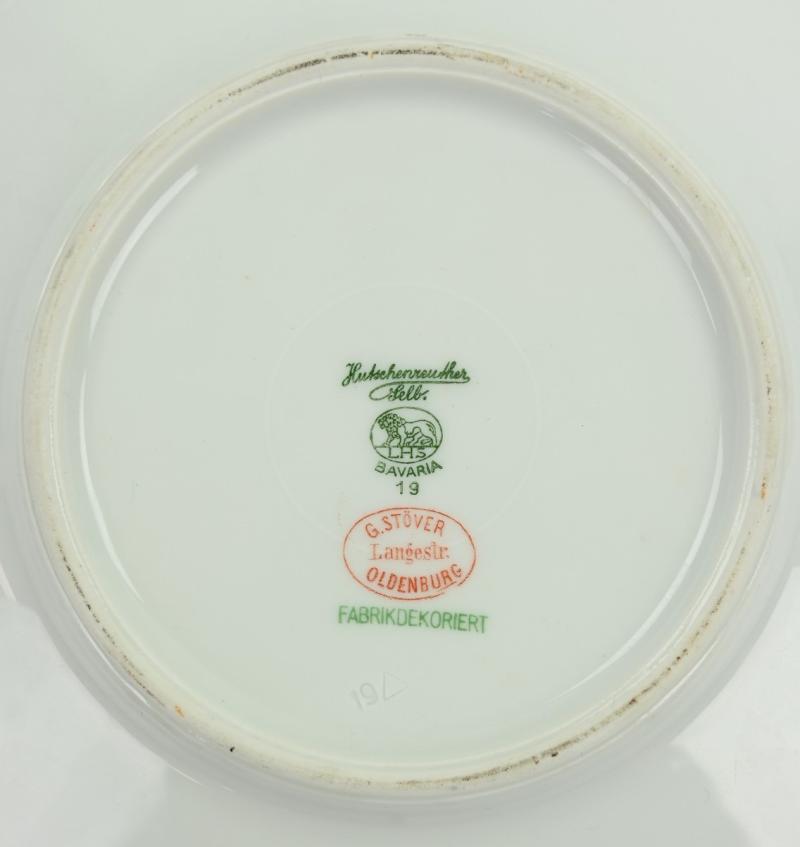 Hutschenreuther
Selb.
LHS
BAVARIA
19
G. STÖVER
Langestr.
OLDENBURG
FABRIKDEKORIERT
19